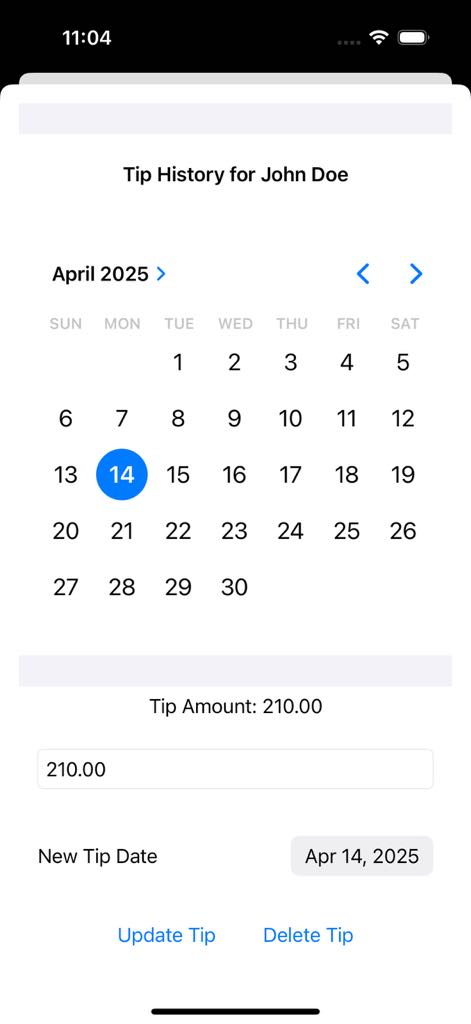 11:04
Tip History for John Doe
April 2025
SUN MON TUE WED THU FRI SAT
1 2 3 4 5
6 7 8 9 10 11 12
13 14 15 16 17 18 19
20 21 22 23 24 25 26
27 28 29 30
Tip Amount: 210.00
210.00
New Tip Date Apr 14, 2025
Update Tip Delete Tip